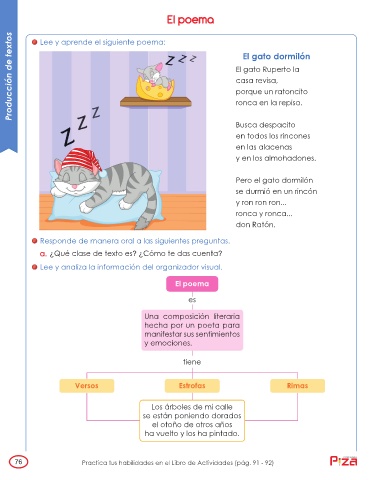 El poema
Producción de textos
Lee y aprende el siguiente poema:
El gato dormilón
El gato Ruperto la
casa revisa,
porque un ratoncito
ronca en la repisa.
Busca despacito
en todos los rincones
en las alacenas
y en los almohadones.
Pero el gato dormilón
se durmió en un rincón
y ron ron ron...
ronca y ronca...
don Ratón.
Z Z Z
Z Z Z
Responde de manera oral a las siguientes preguntas.
a. ¿Qué clase de texto es? ¿Cómo te das cuenta?
Lee y analiza la información del organizador visual.
El poema
es
Una composición literaria
hecha por un poeta para
manifestar sus sentimientos
y emociones.
tiene
Versos Estrofas Rimas
Los árboles de mi calle
se están poniendo dorados
el otoño de otros años
ha vuelto y los ha pintado.
76 Practica tus habilidades en el Libro de Actividades (pág. 91 - 92)